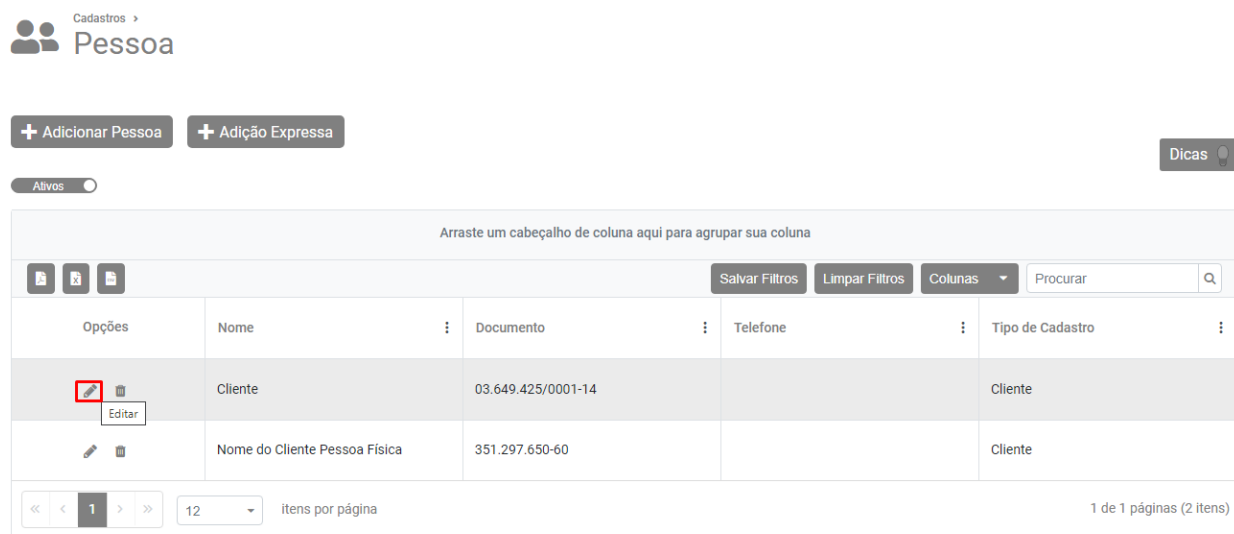 Cadastros ›
Pessoa
Adicionar Pessoa
Adição Expressa
Dicas
Ativos
Arraste um cabeçalho de coluna aqui para agrupar sua coluna
Salvar Filtros
Limpar Filtros
Colunas
Procurar
Opções
Nome
Documento
Telefone
Tipo de Cadastro
Cliente
03.649.425/0001-14
Cliente
Editar
Nome do Cliente Pessoa Física
351.297.650-60
Cliente
« ‹ 1 › »
12
itens por página
1 de 1 páginas (2 itens)